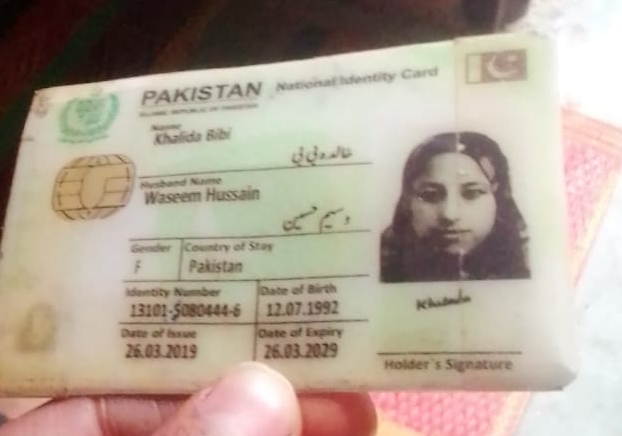 PAKISTAN National Identity Card
ISLAMIC REPUBLIC OF PAKISTAN
Name
Khalida Bibi
خالدہ بی بی
Husband Name
Waseem Hussain
وسیم حسین
Gender Country of Stay
F Pakistan
Identity Number Date of Birth
13101-5080444-6 12.07.1992
Date of Issue Date of Expiry
26.03.2019 26.03.2029
Khalida
Holder's Signature